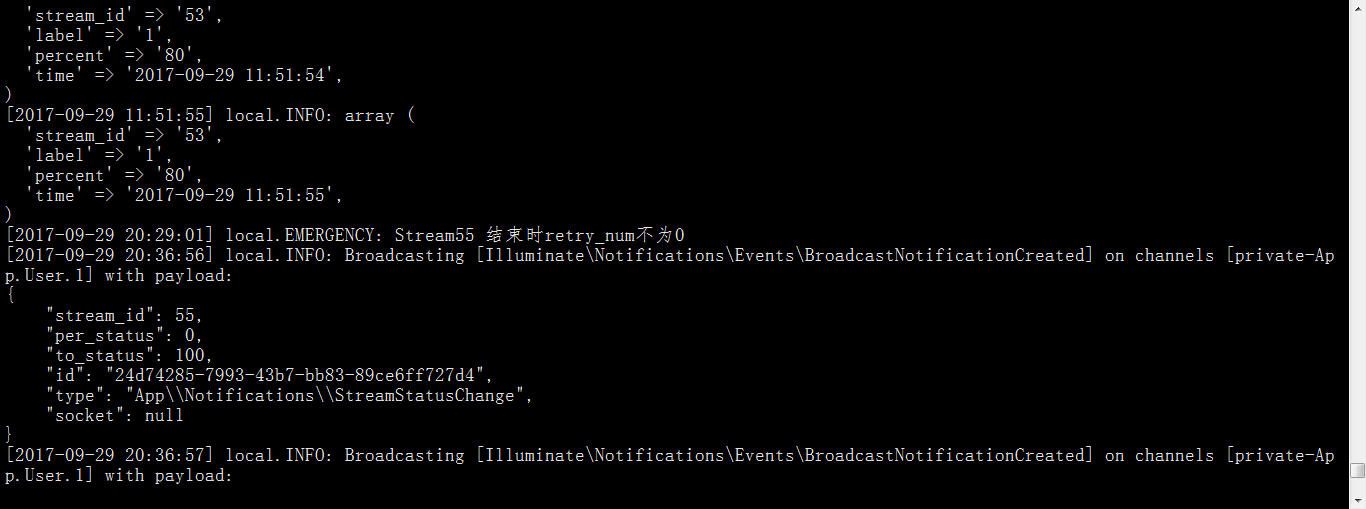 'stream_id' => '53',
  'label' => '1',
  'percent' => '80',
  'time' => '2017-09-29 11:51:54',
)
[2017-09-29 11:51:55] local.INFO: array (
  'stream_id' => '53',
  'label' => '1',
  'percent' => '80',
  'time' => '2017-09-29 11:51:55',
)
[2017-09-29 20:29:01] local.EMERGENCY: Stream55 结束时retry_num不为0
[2017-09-29 20:36:56] local.INFO: Broadcasting [Illuminate\Notifications\Events\BroadcastNotificationCreated] on channels [private-Ap
p.User.1] with payload:
{
    "stream_id": 55,
    "per_status": 0,
    "to_status": 100,
    "id": "24d74285-7993-43b7-bb83-89ce6ff727d4",
    "type": "App\\Notifications\\StreamStatusChange",
    "socket": null
}
[2017-09-29 20:36:57] local.INFO: Broadcasting [Illuminate\Notifications\Events\BroadcastNotificationCreated] on channels [private-Ap
p.User.1] with payload: